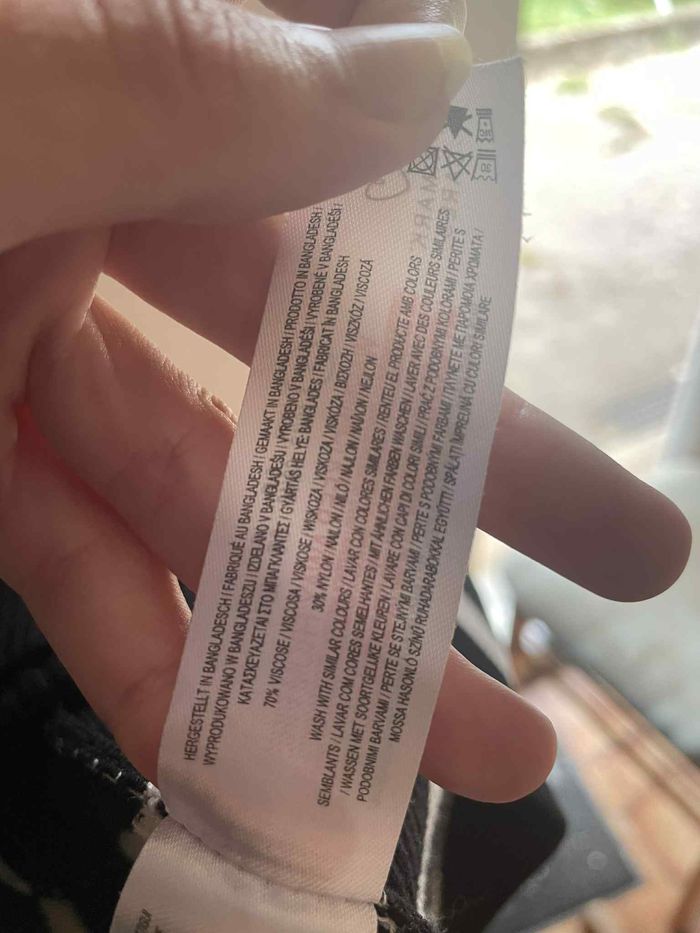 HERGESTELLT IN BANGLADESCH / FABRIQUÉ AU BANGLADESH / GEMAAKT IN BANGLADESH / PRODOTTO IN BANGLADESH /
WYPRODUKOWANO W BANGLADESZU / IZDELANO V BANGLADEŠU / VYROBENO V BANGLADÉŠI / VYROBENÉ V BANGLADÉŠI /
ΚΑΤΑΣΚΕΥΑΖΕΤΑΙ ΣΤΟ ΜΠΑΓΚΛΑΝΤΕΣ / GYÁRTÁS HELYE: BANGLADES / FABRICAT ÎN BANGLADESH
70% VISCOSE / VISCOSA / VISKOSE / WISKOZA / VISKOZA / VISKÓZA / ΒΙΣΚΟΖΗ / VISZKÓZ / VISCOZĂ
30% NYLON / NAILON / NILÓ / NAJLON / ΝΑΪΛΟΝ / NEJLON
WASH WITH SIMILAR COLOURS / LAVAR CON COLORES SIMILARES / RENTEU EL PRODUCTE AMB COLORS
SEMBLANTS / LAVAR COM CORES SEMELHANTES / MIT ÄHNLICHEN FARBEN WASCHEN / LAVER AVEC DES COULEURS SIMILAIRES
/ WASSEN MET SOORTGELIJKE KLEUREN / LAVARE CON CAPI DI COLORI SIMILI / PRAĆ Z PODOBNYMI KOLORAMI / PERITE S
PODOBNIMI BARVAMI / PERTE SE STEJNÝMI BARVAMI / PERTE S PODOBNÝMI FARBAMI / ΠΛΥΝΕΤΕ ΜΕ ΠΑΡΟΜΟΙΑ ΧΡΩΜΑΤΑ /
MOSSA HASONLÓ SZÍNŰ RUHADARABOKKAL EGYÜTT / SPĂLAȚI ÎMPREUNĂ CU CULORI SIMILARE